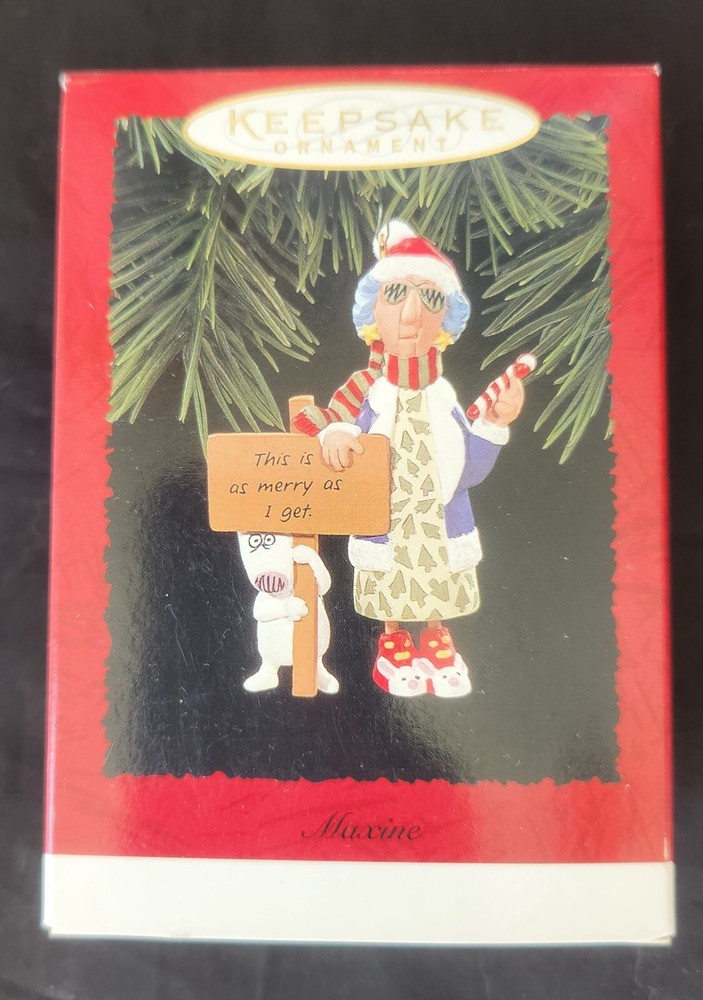 KEEPSAKE
ORNAMENT
This is
as merry as
I get.
Maxine